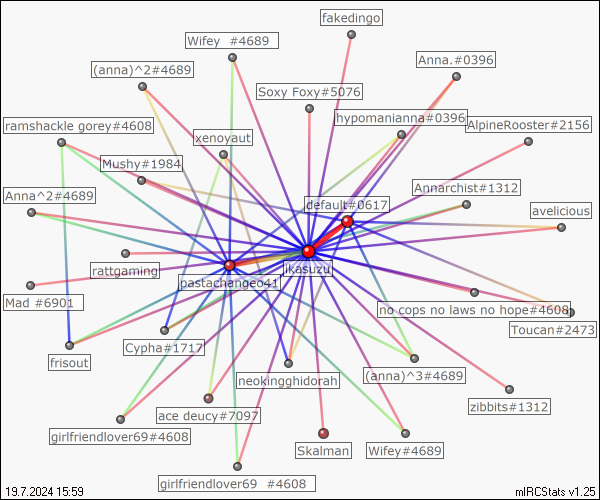 fakedingo
Wifey  #4689
Anna.#0396
(anna)^2#4689
Soxy Foxy#5076
hypomanianna#0396
AlpineRooster#2156
ramshackle gorey#4608
xenoyaut
Mushy#1984
Annarchist#1312
Anna^2#4689
default#0617
avelicious
rattgaming
ikasuzu
pastachangeo41
Mad #6901
no cops no laws no hope#4608
Toucan#2473
Cypha#1717
frisout
neokingghidorah
(anna)^3#4689
zibbits#1312
ace deucy#7097
girlfriendlover69#4608
Skalman
Wifey#4689
girlfriendlover69  #4608
19.7.2024 15:59
mIRCStats v1.25